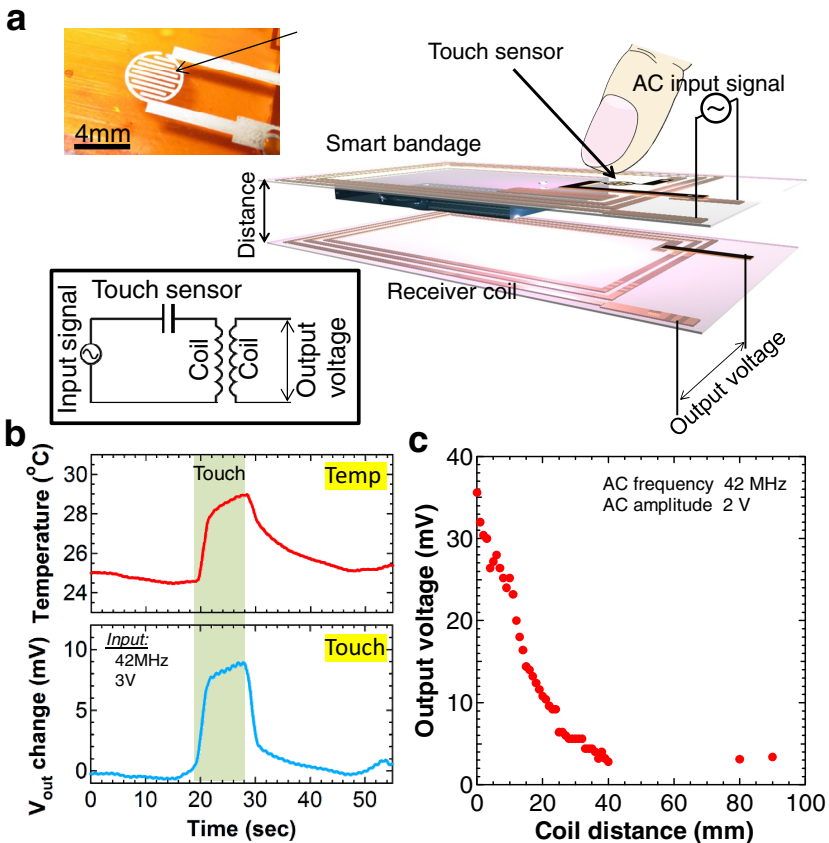 a
4mm
Touch sensor
AC input signal
Smart bandage
Distance
Receiver coil
Output voltage
Touch sensor
Input signal
Coil
Coil
Output
voltage
b
Temperature (°C)
30
28
26
24
Touch
Temp
V_out change (mV)
10
5
0
Input:
42MHz
3V
Touch
0 10 20 30 40 50
Time (sec)
c
Output voltage (mV)
40
30
20
10
0
AC frequency 42 MHz
AC amplitude 2 V
0 20 40 60 80 100
Coil distance (mm)